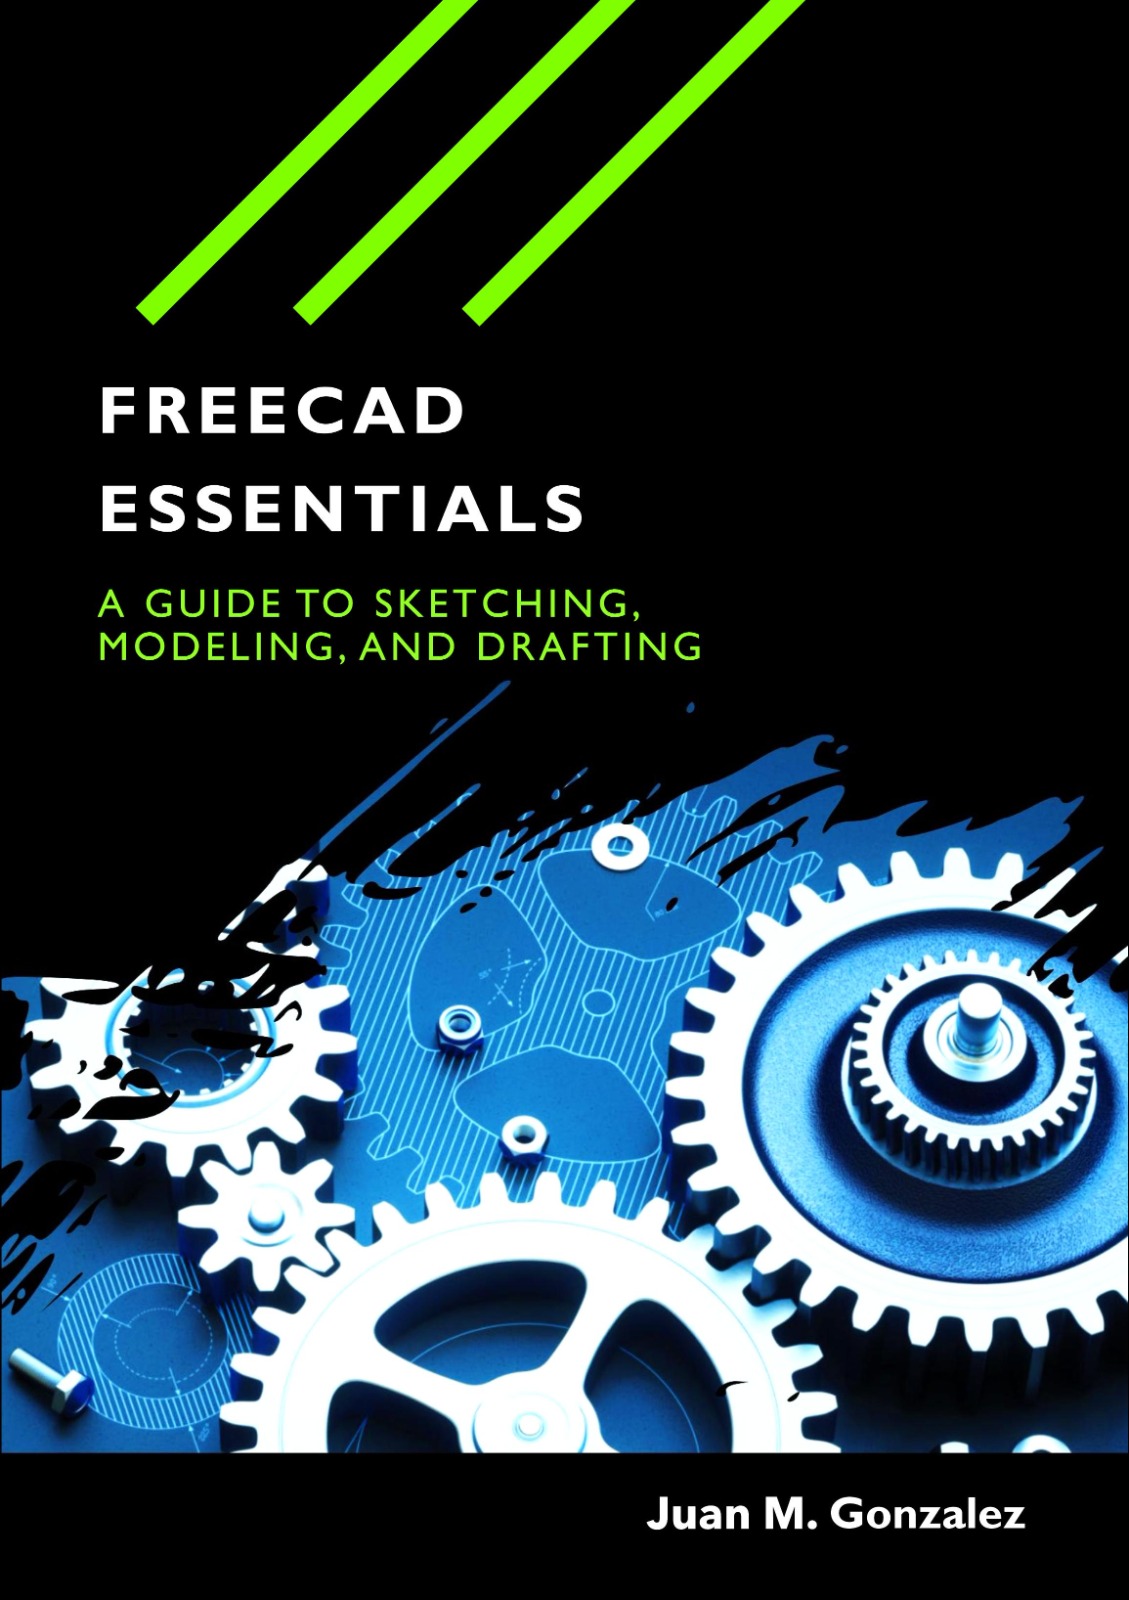 FREECAD
ESSENTIALS
A GUIDE TO SKETCHING,
MODELING, AND DRAFTING
Juan M. Gonzalez